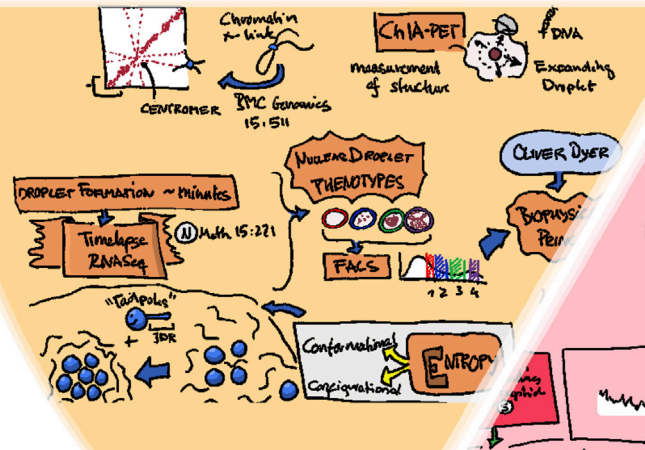 Chromatin
x-link
CENTROMER
BMC Genomics
15:511
ChIA-PET
measurement
of structure
DNA
Expanding
Droplet
NUCLEAR DROPLET
PHENOTYPES
OLIVER DYER
DROPLET FORMATION ~ minutes
Timelapse
RNASeq
N Meth 15:221
FACS
1 2 3 4
"Tadpoles"
+
IDR
Conformational
Configurational
ENTROPY